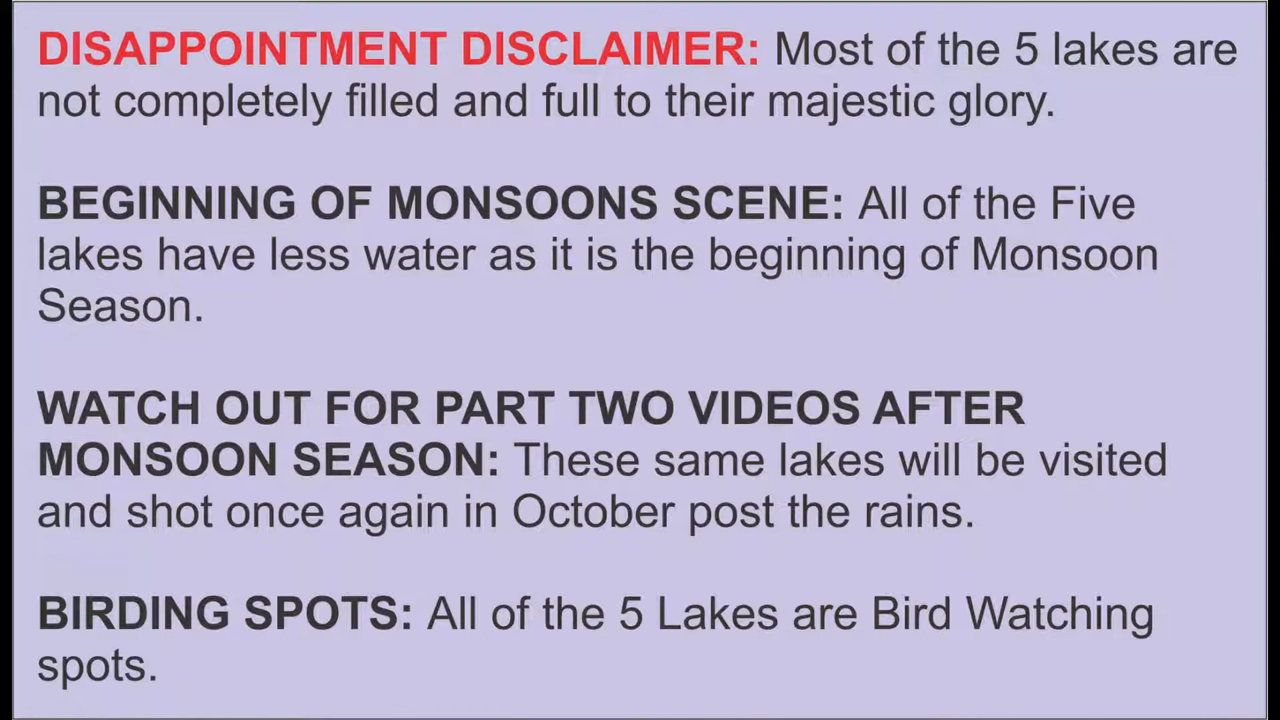 DISAPPOINTMENT DISCLAIMER: Most of the 5 lakes are
not completely filled and full to their majestic glory.
BEGINNING OF MONSOONS SCENE: All of the Five
lakes have less water as it is the beginning of Monsoon
Season.
WATCH OUT FOR PART TWO VIDEOS AFTER
MONSOON SEASON: These same lakes will be visited
and shot once again in October post the rains.
BIRDING SPOTS: All of the 5 Lakes are Bird Watching
spots.